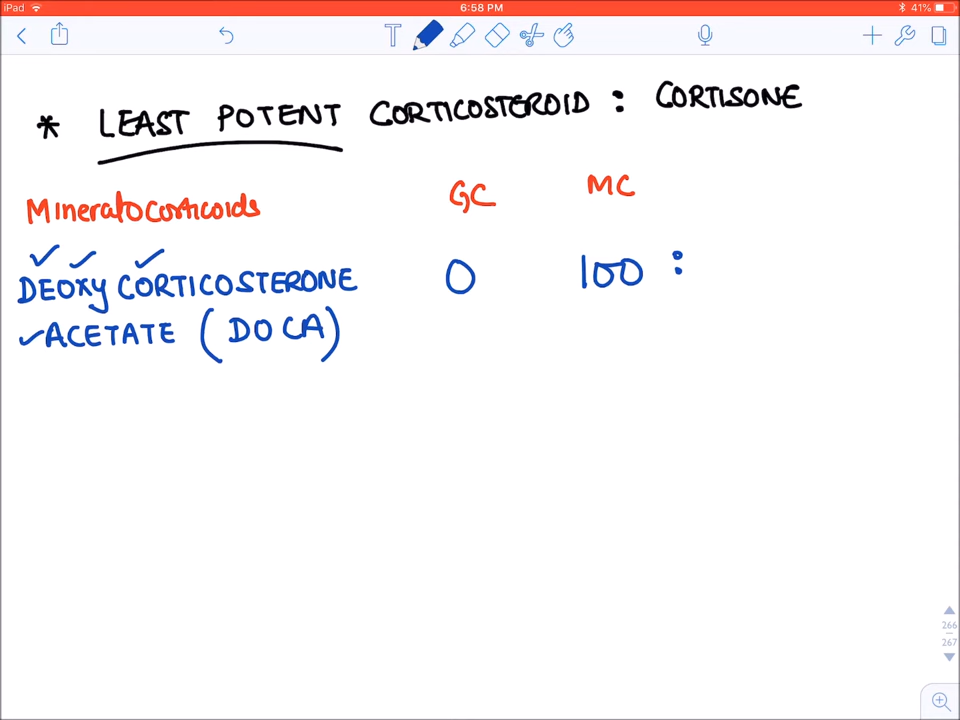 iPad 6:58 PM 41%
T
* LEAST POTENT CORTICOSTEROID : CORTISONE
Mineralocorticoids GC MC
DEOXY CORTICOSTERONE 0 100 :
ACETATE (DOCA)
266
267